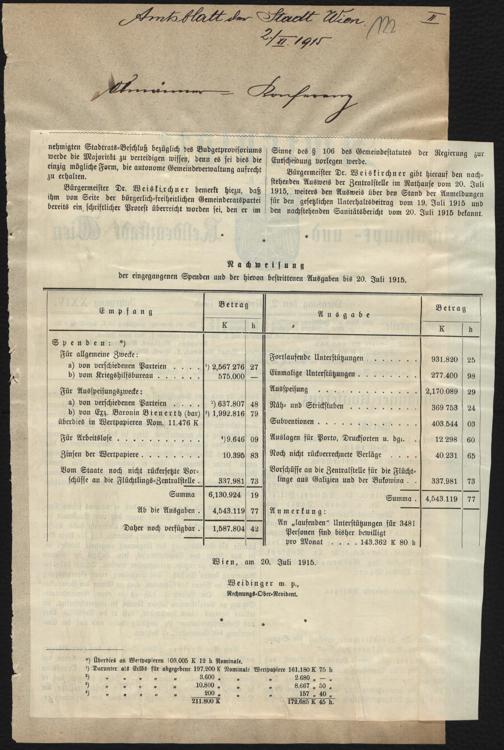 Amtsblatt der Stadt Wien.
II
2/II. 1915
Obmänner = Konferenz
nehmigten Stadtrats-Beschluß bezüglich des Budgetprovisoriums
werde die Majorität zu verteidigen wissen, denn es sei dies die
einzig mögliche Form, die autonome Gemeindeverwaltung aufrecht
zu erhalten.
Bürgermeister Dr. Weiskirchner bemerkt hiezu, daß
ihm von Seite der bürgerlich-freiheitlichen Gemeinderatspartei
bereits ein schriftlicher Protest überreicht worden sei, den er im
Sinne des § 106 des Gemeindestatutes der Regierung zur
Entscheidung vorlegen werde.
Bürgermeister Dr. Weiskirchner gibt hierauf den nach-
stehenden Ausweis der Zentralstelle im Rathause vom 20. Juli
1915, weiters den Ausweis über den Stand der Anmeldungen
für den gesetzlichen Unterhaltsbeitrag vom 19. Juli 1915 und
den nachstehenden Sanitätsbericht vom 20. Juli 1915 bekannt.
Nachweisung
der eingegangenen Spenden und der hievon bestrittenen Ausgaben bis 20. Juli 1915.
Empfang
Betrag
K h
Spenden: *)
Für allgemeine Zwecke:
a) von verschiedenen Parteien . . . . ¹) 2,567.276 27
b) vom Kriegshilfsbureau . . . . . 575.000 —
Für Ausspeisungszwecke:
a) von verschiedenen Parteien . . . . ²) 637.807 48
b) von Exz. Baronin Bienerth (bar) ³) 1,992.816 79
überdies in Wertpapieren Nom. 11.476 K
Für Arbeitslose . . . . . . . . ⁴) 9.646 09
Zinsen der Wertpapiere . . . . . . 10.395 83
Vom Staate noch nicht rückersetzte Vor-
schüsse an die Flüchtlings-Zentralstelle . 337.981 73
Summa 6,130.924 19
Ab die Ausgaben . 4,543.119 77
Daher noch verfügbar . 1,587.804 42
Ausgabe
Betrag
K h
Fortlaufende Unterstützungen . . . . . . . 931.820 25
Einmalige Unterstützungen . . . . . . . . 277.400 98
Ausspeisung . . . . . . . . . . . 2,170.089 29
Näh- und Strickstuben . . . . . . . . . 369.753 24
Subventionen . . . . . . . . . . . 403.544 03
Auslagen für Porto, Drucksorten u. dg. . . . 12.298 60
Noch nicht rückverrechnete Verläge . . . . . 40.231 65
Vorschüsse an die Zentralstelle für die Flücht-
linge aus Galizien und der Bukowina . . . 337.981 73
Summa . 4,543.119 77
Anmerkung:
An „laufenden“ Unterstützungen für 3481
Personen sind bisher bewilligt
pro Monat . . . . 143.362 K 80 h
Wien, am 20. Juli 1915.
Weidinger m. p.,
Rechnungs-Ober-Revident.
*) Überdies an Wertpapieren 109.005 K 12 h Nominale.
¹) Darunter als Erlös für abgegebene 197.200 K Nominale Wertpapiere 161.180 K 75 h
²) „ „ „ „ „ 3.600 „ „ „ 2.680 „ — „
³) „ „ „ „ „ 10.800 „ „ „ 8.667 „ 50 „
⁴) „ „ „ „ „ 200 „ „ „ 157 „ 40 „
211.800 K 172.685 K 45 h.